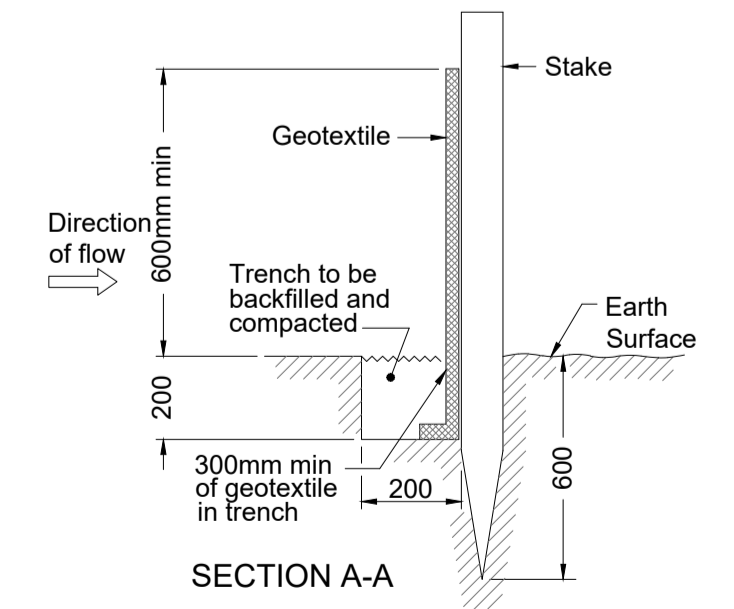 Stake
Geotextile
600mm min
Direction
of flow
Trench to be
backfilled and
compacted
Earth
Surface
200
300mm min
of geotextile
in trench
200
600
SECTION A-A